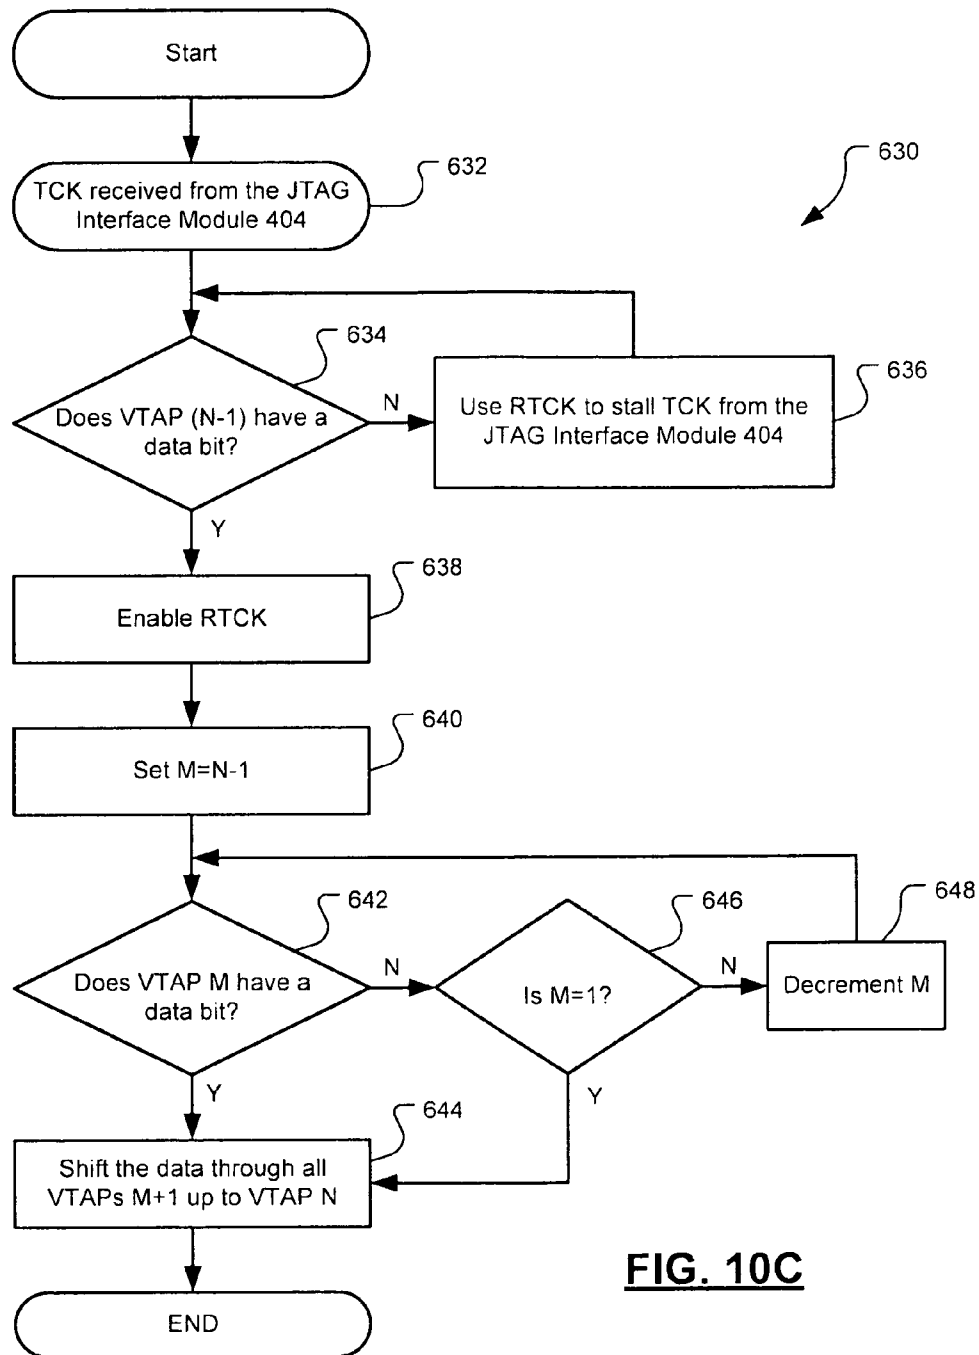 Start
TCK received from the JTAG
Interface Module 404
632
630
634
Does VTAP (N-1) have a
data bit?
N
Y
636
Use RTCK to stall TCK from the
JTAG Interface Module 404
638
Enable RTCK
640
Set M=N-1
642
Does VTAP M have a
data bit?
N
Y
646
Is M=1?
N
Y
648
Decrement M
644
Shift the data through all
VTAPs M+1 up to VTAP N
END
FIG. 10C